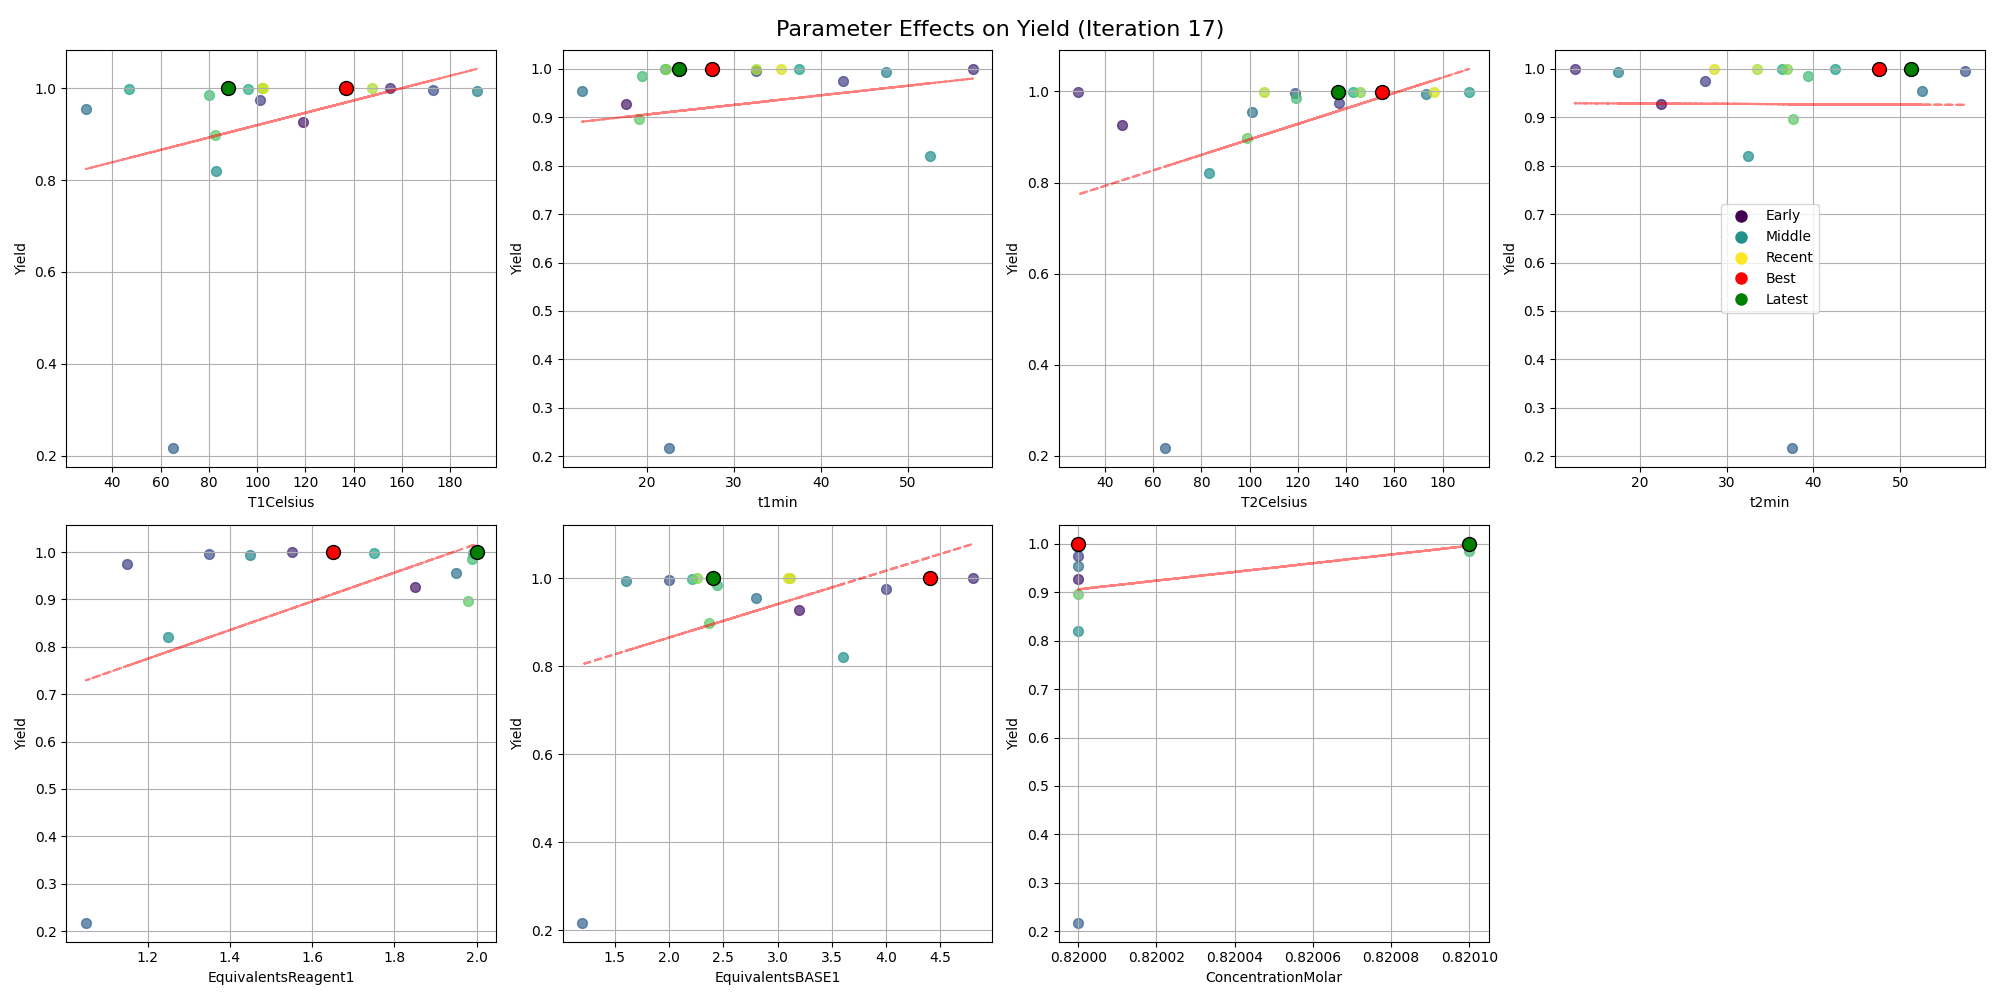 Parameter Effects on Yield (Iteration 17)
1.0
0.8
0.6
0.4
0.2
Yield
40 60 80 100 120 140 160 180
T1Celsius
1.0
0.9
0.8
0.7
0.6
0.5
0.4
0.3
0.2
Yield
20 30 40 50
t1min
1.0
0.8
0.6
0.4
0.2
Yield
40 60 80 100 120 140 160 180
T2Celsius
1.0
0.9
0.8
0.7
0.6
0.5
0.4
0.3
0.2
Yield
20 30 40 50
t2min
Early
Middle
Recent
Best
Latest
1.0
0.9
0.8
0.7
0.6
0.5
0.4
0.3
0.2
Yield
1.2 1.4 1.6 1.8 2.0
EquivalentsReagent1
1.0
0.8
0.6
0.4
0.2
Yield
1.5 2.0 2.5 3.0 3.5 4.0 4.5
EquivalentsBASE1
1.0
0.9
0.8
0.7
0.6
0.5
0.4
0.3
0.2
Yield
0.82000 0.82002 0.82004 0.82006 0.82008 0.82010
ConcentrationMolar